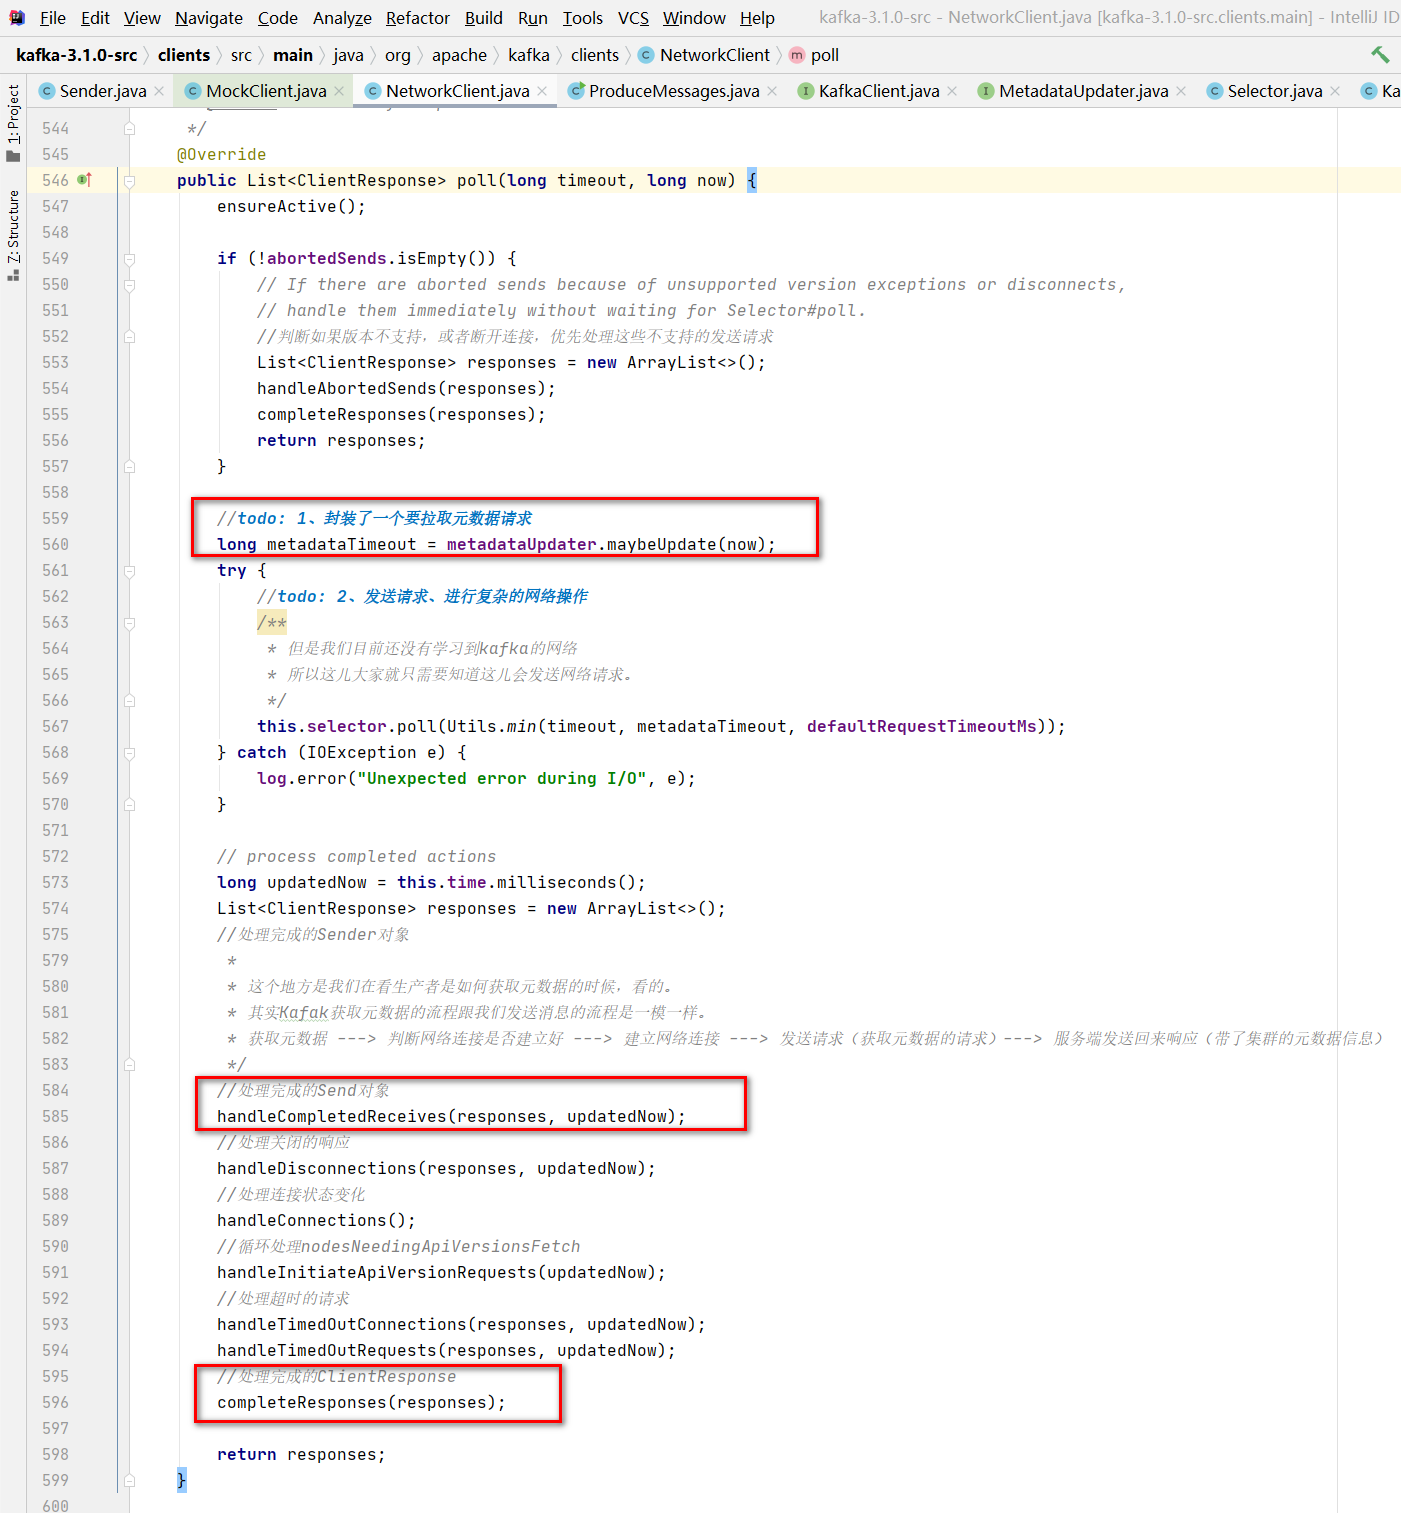 File Edit View Navigate Code Analyze Refactor Build Run Tools VCS Window Help kafka-3.1.0-src - NetworkClient.java [kafka-3.1.0-src.clients.main] - IntelliJ ID
kafka-3.1.0-src clients src main java org apache kafka clients NetworkClient poll
Sender.java MockClient.java NetworkClient.java ProduceMessages.java KafkaClient.java MetadataUpdater.java Selector.java Ka
1: Project
7: Structure
544 */
545 @Override
546 public List<ClientResponse> poll(long timeout, long now) {
547 ensureActive();
548
549 if (!abortedSends.isEmpty()) {
550 // If there are aborted sends because of unsupported version exceptions or disconnects,
551 // handle them immediately without waiting for Selector#poll.
552 //判断如果版本不支持，或者断开连接，优先处理这些不支持的发送请求
553 List<ClientResponse> responses = new ArrayList<>();
554 handleAbortedSends(responses);
555 completeResponses(responses);
556 return responses;
557 }
558
559 //todo: 1、封装了一个要拉取元数据请求
560 long metadataTimeout = metadataUpdater.maybeUpdate(now);
561 try {
562 //todo: 2、发送请求、进行复杂的网络操作
563 /**
564 * 但是我们目前还没有学习到kafka的网络
565 * 所以这儿大家就只需要知道这儿会发送网络请求。
566 */
567 this.selector.poll(Utils.min(timeout, metadataTimeout, defaultRequestTimeoutMs));
568 } catch (IOException e) {
569 log.error("Unexpected error during I/O", e);
570 }
571
572 // process completed actions
573 long updatedNow = this.time.milliseconds();
574 List<ClientResponse> responses = new ArrayList<>();
575 //处理完成的Sender对象
579 *
580 * 这个地方是我们在看生产者是如何获取元数据的时候，看的。
581 * 其实Kafak获取元数据的流程跟我们发送消息的流程是一模一样。
582 * 获取元数据 ---> 判断网络连接是否建立好 ---> 建立网络连接 ---> 发送请求（获取元数据的请求）---> 服务端发送回来响应（带了集群的元数据信息）
583 */
584 //处理完成的Send对象
585 handleCompletedReceives(responses, updatedNow);
586 //处理关闭的响应
587 handleDisconnections(responses, updatedNow);
588 //处理连接状态变化
589 handleConnections();
590 //循环处理nodesNeedingApiVersionsFetch
591 handleInitiateApiVersionRequests(updatedNow);
592 //处理超时的请求
593 handleTimedOutConnections(responses, updatedNow);
594 handleTimedOutRequests(responses, updatedNow);
595 //处理完成的ClientResponse
596 completeResponses(responses);
597
598 return responses;
599 }
600